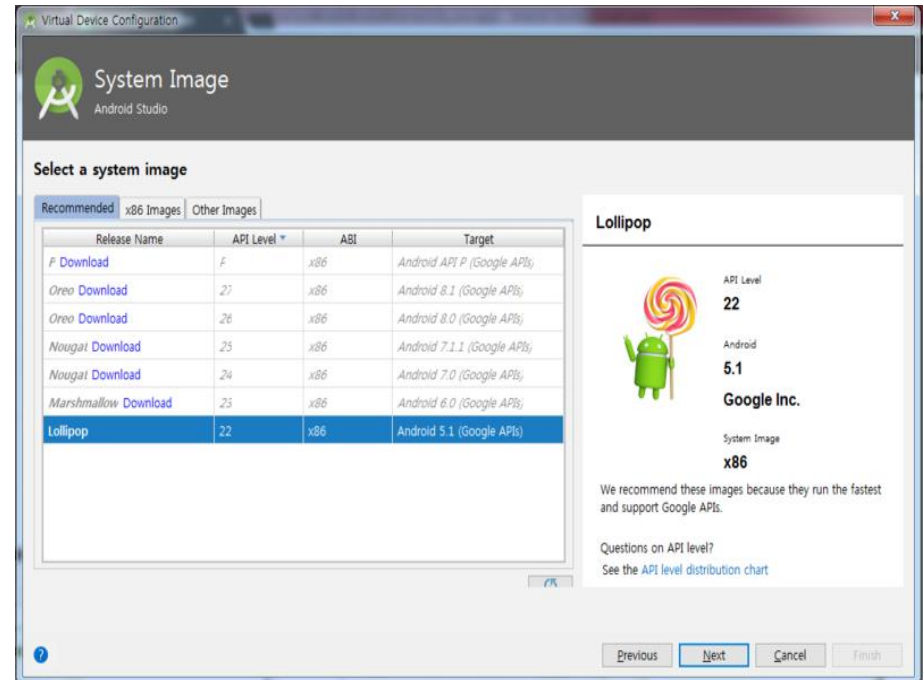 Virtual Device Configuration
System Image
Android Studio
Select a system image
Recommended x86 Images Other Images
Release Name API Level ABI Target
P Download P x86 Android API P (Google APIs)
Oreo Download 27 x86 Android 8.1 (Google APIs)
Oreo Download 26 x86 Android 8.0 (Google APIs)
Nougat Download 25 x86 Android 7.1.1 (Google APIs)
Nougat Download 24 x86 Android 7.0 (Google APIs)
Marshmallow Download 23 x86 Android 6.0 (Google APIs)
Lollipop 22 x86 Android 5.1 (Google APIs)
Lollipop
API Level
22
Android
5.1
Google Inc.
System Image
x86
We recommend these images because they run the fastest
and support Google APIs.
Questions on API level?
See the API level distribution chart
? Previous Next Cancel Finish